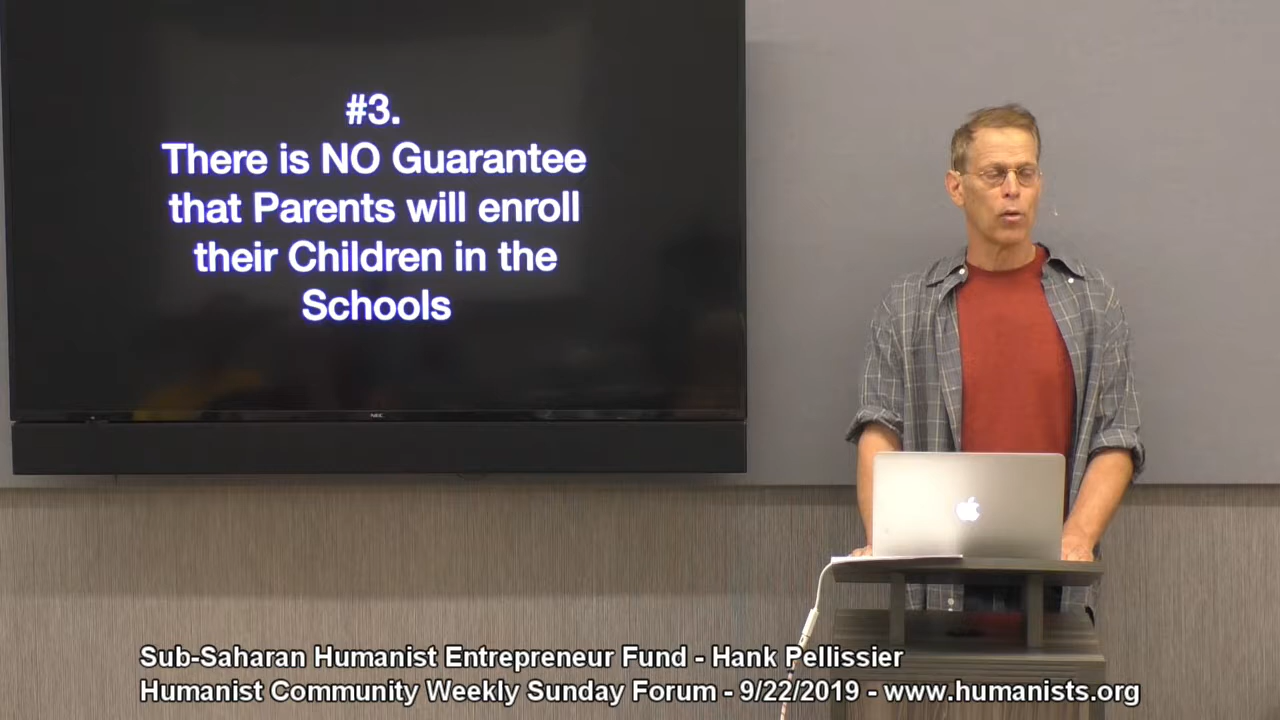 #3.
There is NO Guarantee
that Parents will enroll
their Children in the
Schools
NEC
Sub-Saharan Humanist Entrepreneur Fund - Hank Pellissier
Humanist Community Weekly Sunday Forum - 9/22/2019 - www.humanists.org